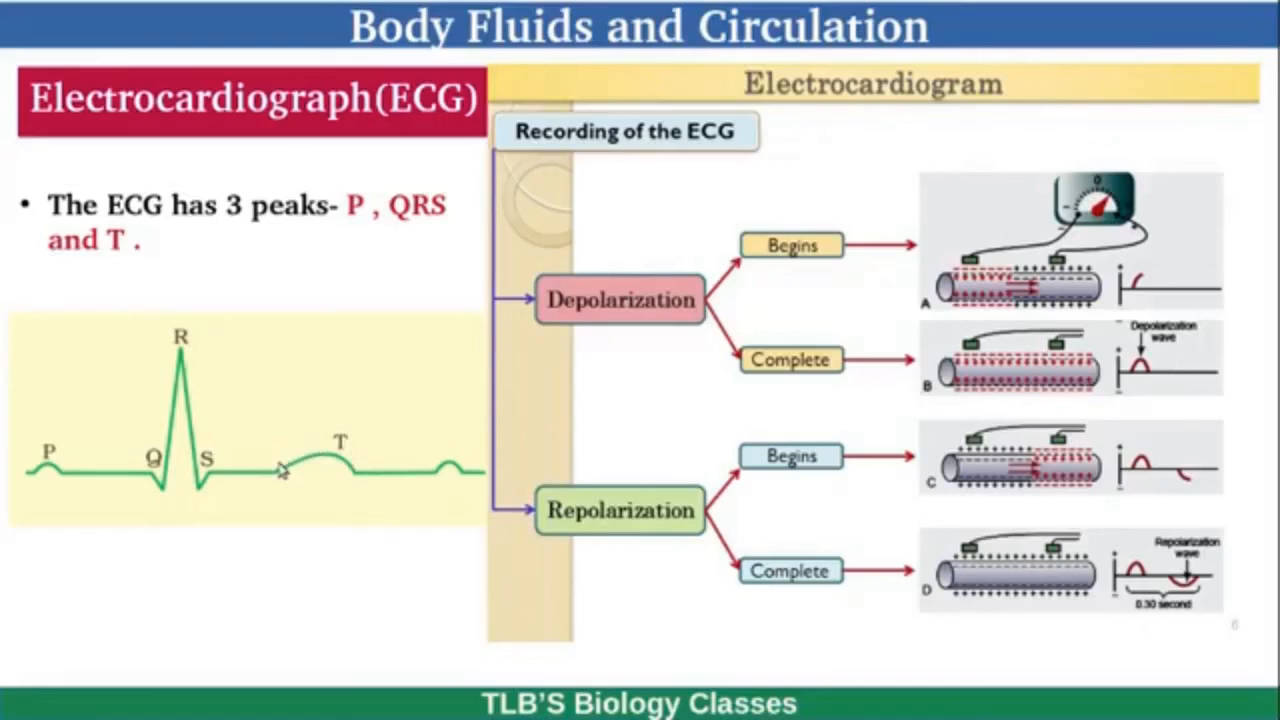 Body Fluids and Circulation
Electrocardiograph(ECG)
Electrocardiogram
Recording of the ECG
• The ECG has 3 peaks- P , QRS
and T .
R
P
Q
S
T
Depolarization
Begins
Complete
Repolarization
Begins
Complete
0
-
A
+
-
Depolarization
wave
B
+
-
C
+
-
Repolarization
wave
D
+
-
0.30 second
6
TLB'S Biology Classes